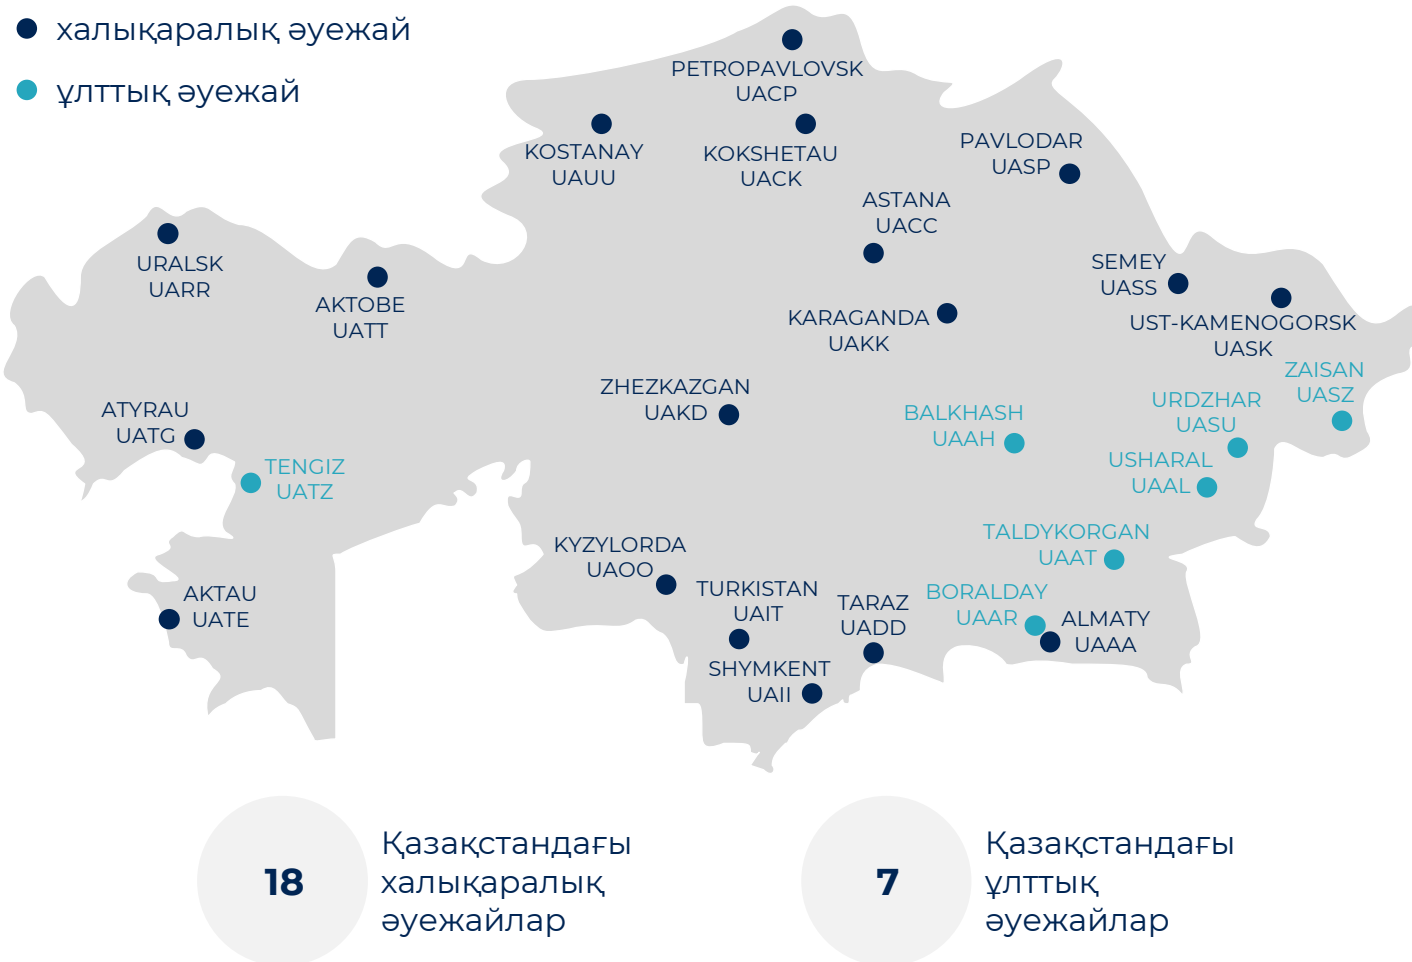 халықаралық әуежай
ұлттық әуежай
PETROPAVLOVSK
UACP
KOSTANAY
UAUU
KOKSHETAU
UACK
PAVLODAR
UASP
ASTANA
UACC
URALSK
UARR
AKTOBE
UATT
SEMEY
UASS
KARAGANDA
UAKK
UST-KAMENOGORSK
UASK
ZAISAN
UASZ
ZHEZKAZGAN
UAKD
ATYRAU
UATG
BALKHASH
UAAH
URDZHAR
UASU
TENGIZ
UATZ
USHARAL
UAAL
TALDYKORGAN
UAAT
KYZYLORDA
UAOO
AKTAU
UATE
TURKISTAN
UAIT
TARAZ
UADD
BORALDAY
UAAR
ALMATY
UAAA
SHYMKENT
UAII
18
Қазақстандағы
халықаралық
әуежайлар
7
Қазақстандағы
ұлттық
әуежайлар